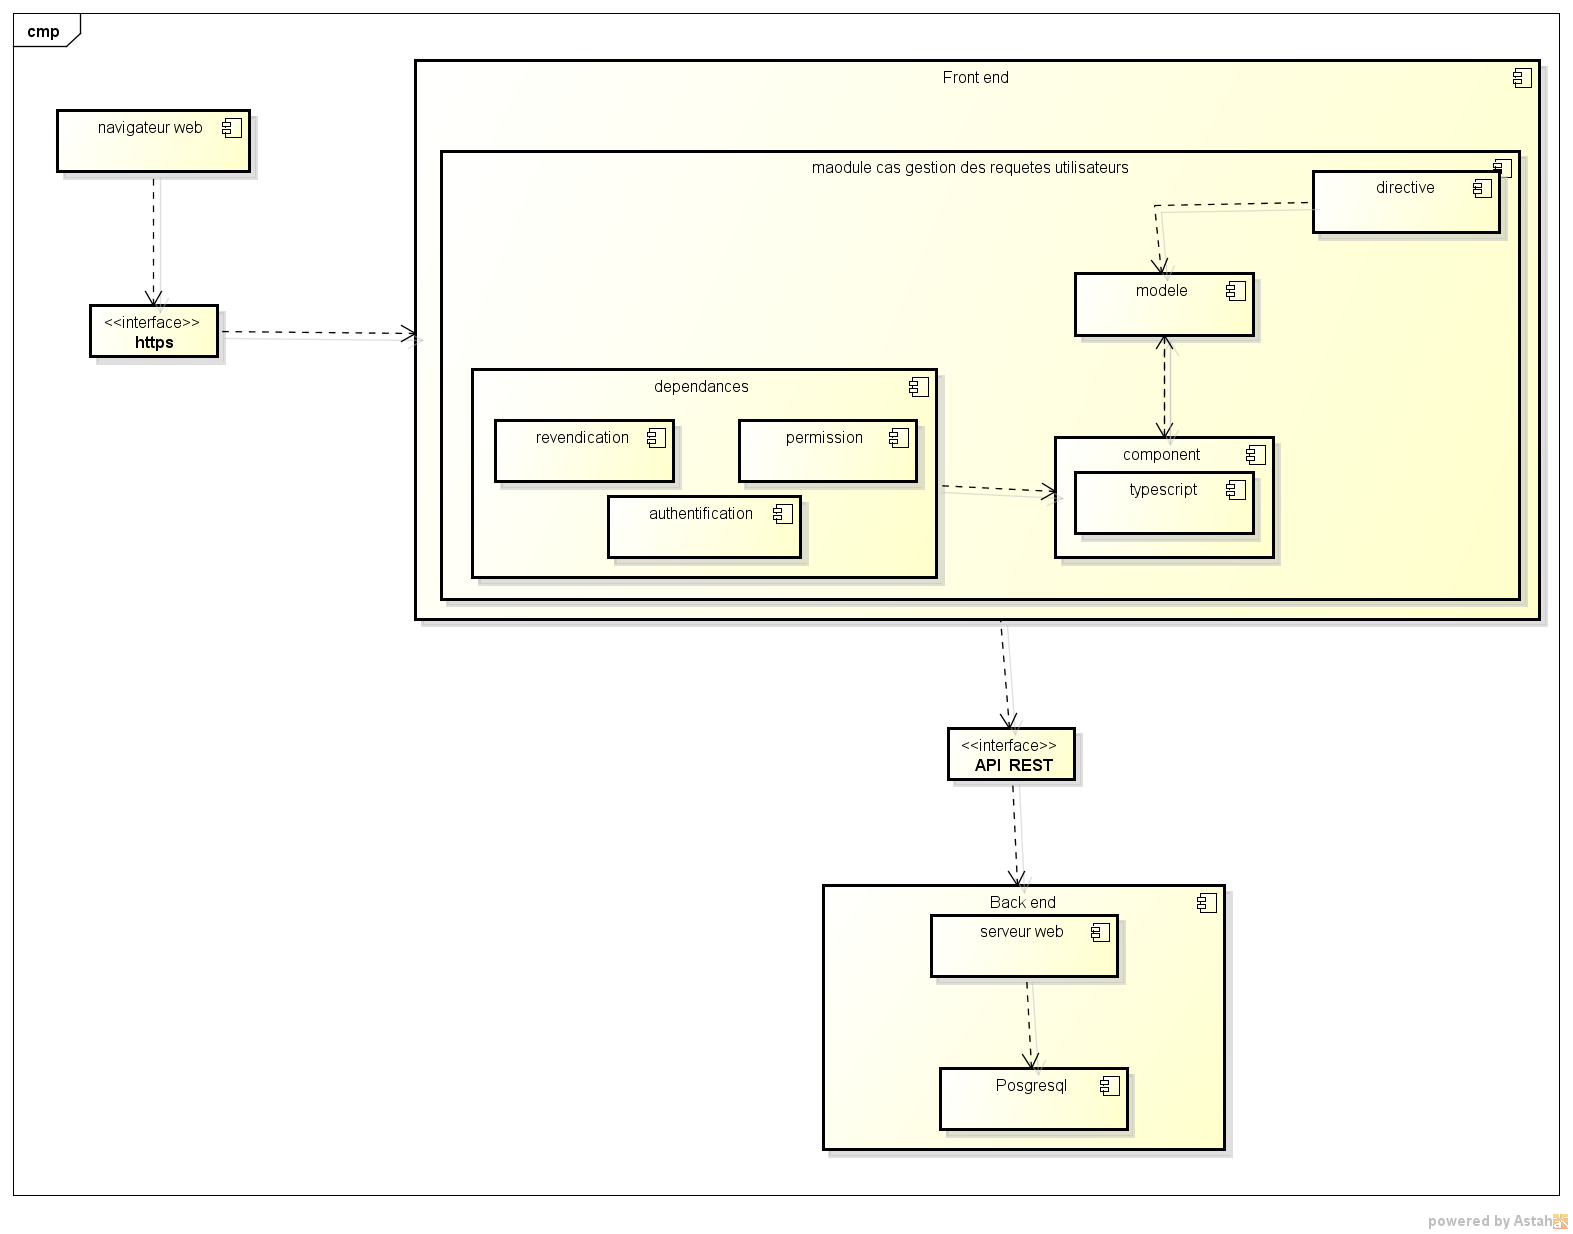 cmp
Front end
navigateur web
maodule cas gestion des requetes utilisateurs
directive
modele
<<interface>>
https
dependances
revendication
permission
authentification
component
typescript
<<interface>>
API REST
Back end
serveur web
Posgresql
powered by Astah